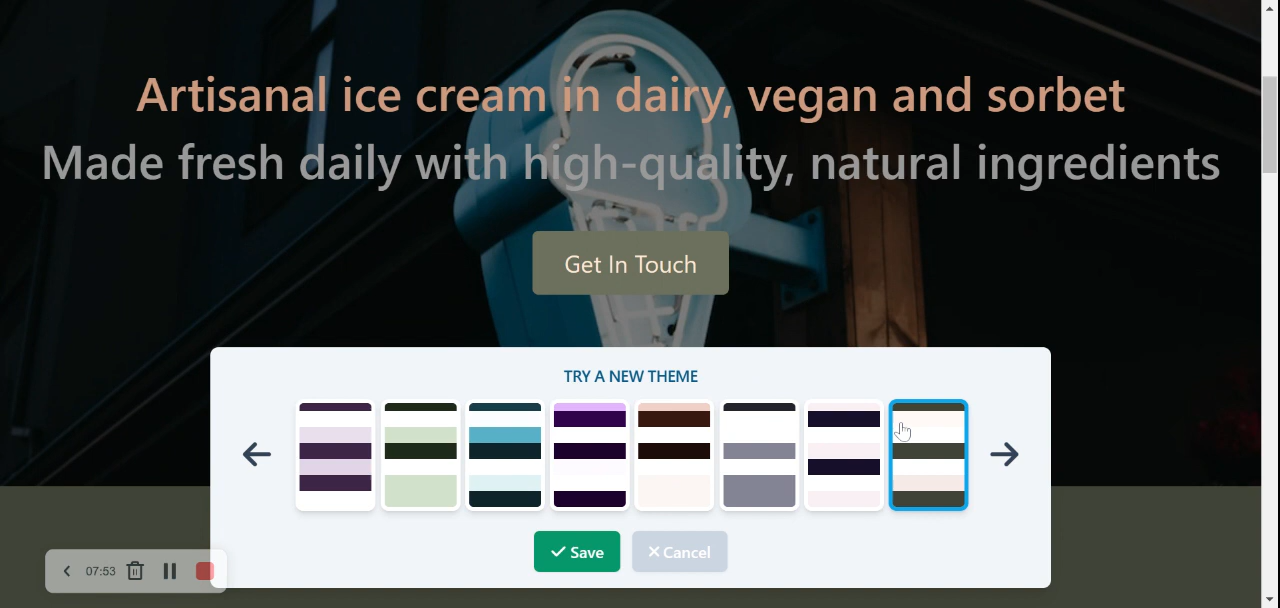 Artisanal ice cream in dairy, vegan and sorbet
Made fresh daily with high-quality, natural ingredients
Get In Touch
TRY A NEW THEME
Save
Cancel
07:53